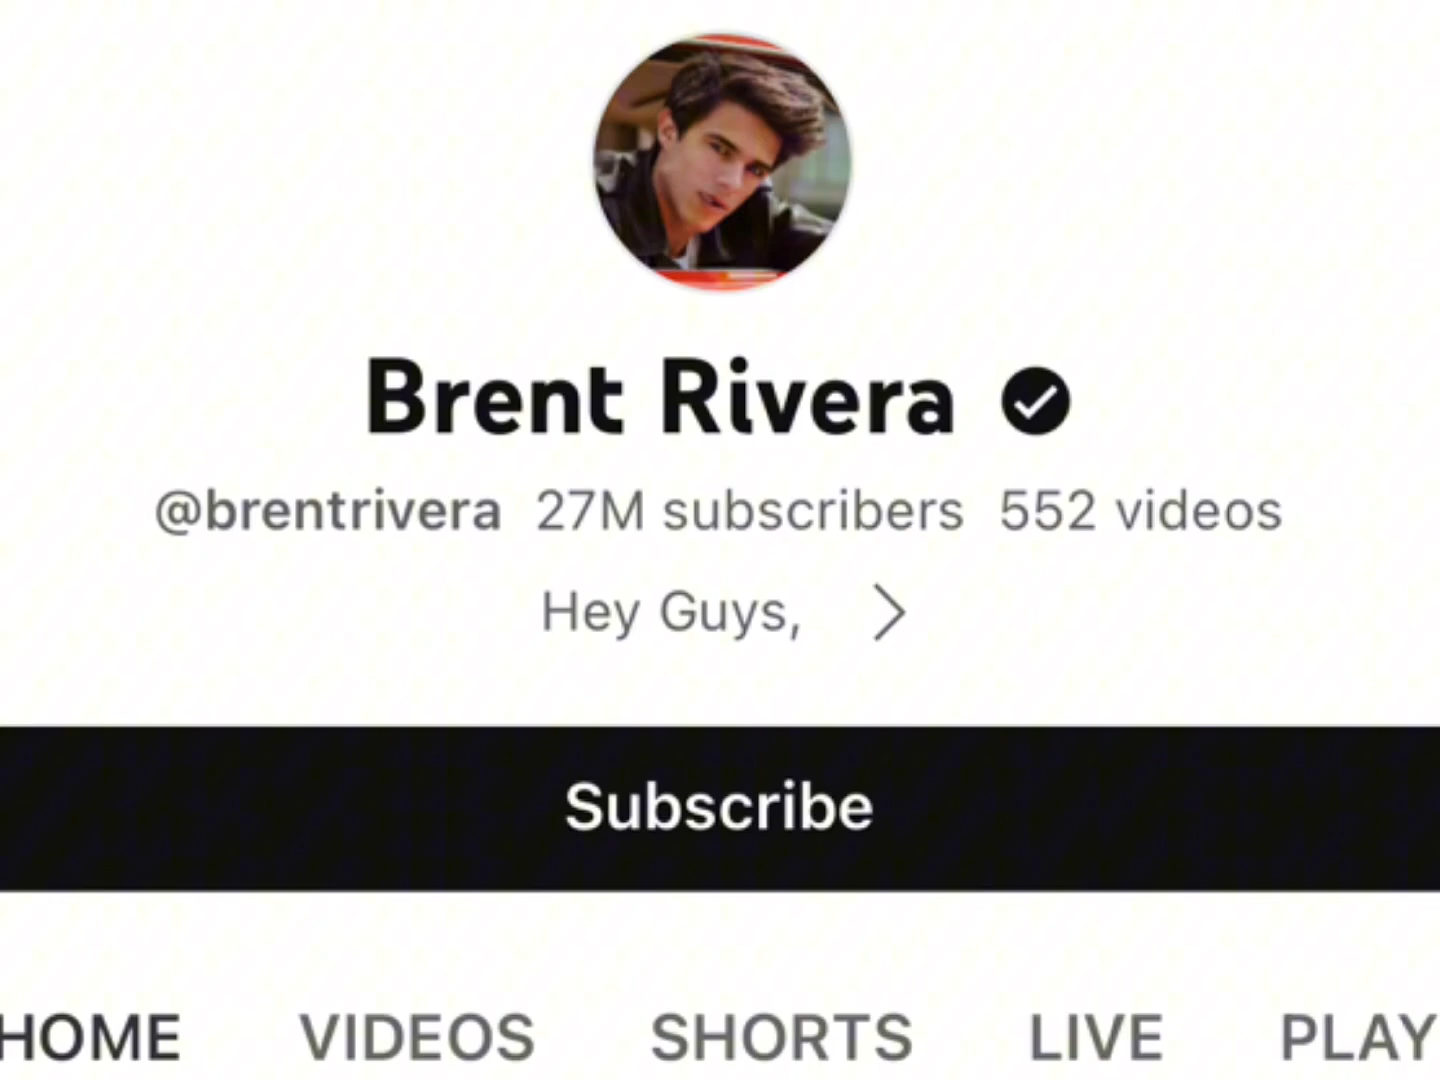 Brent Rivera
@brentrivera 27M subscribers 552 videos
Hey Guys,
Subscribe
HOME VIDEOS SHORTS LIVE PLAY